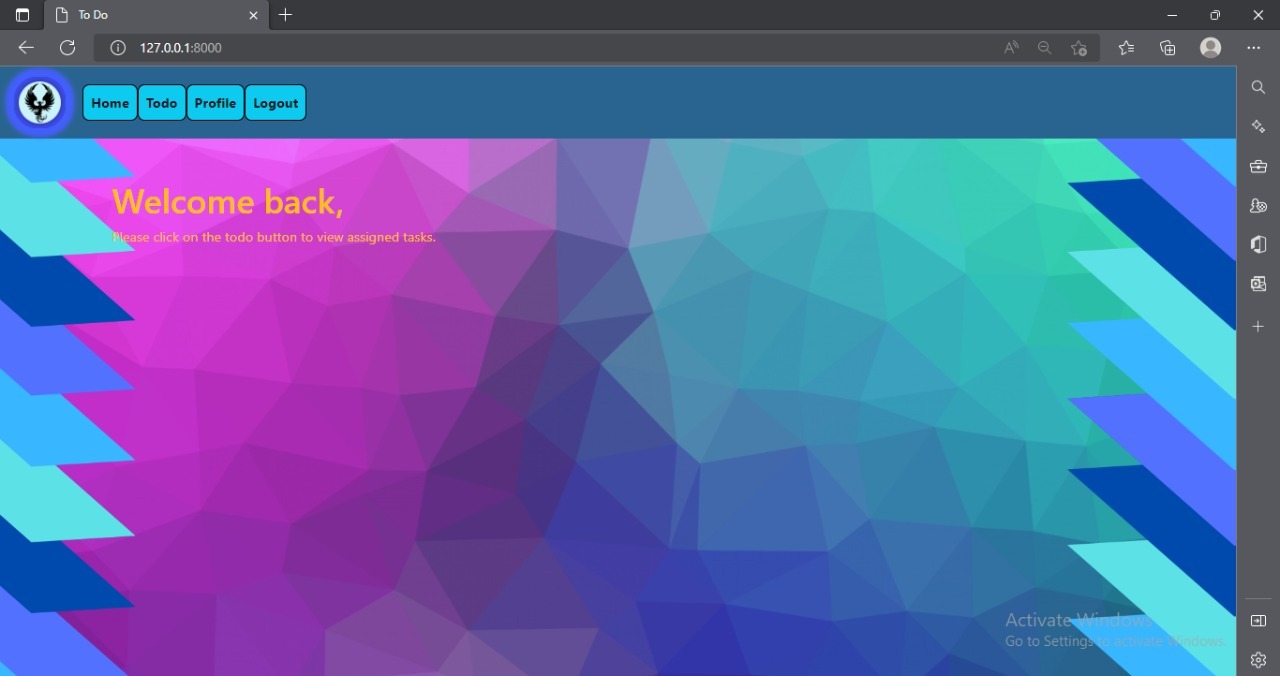 To Do
127.0.0.1:8000
Home Todo Profile Logout
Welcome back,
Please click on the todo button to view assigned tasks.
Activate Windows
Go to Settings to activate Windows.